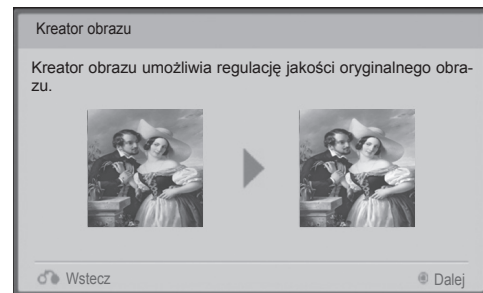 Kreator obrazu
Kreator obrazu umożliwia regulację jakości oryginalnego obra-
zu.
Wstecz
Dalej